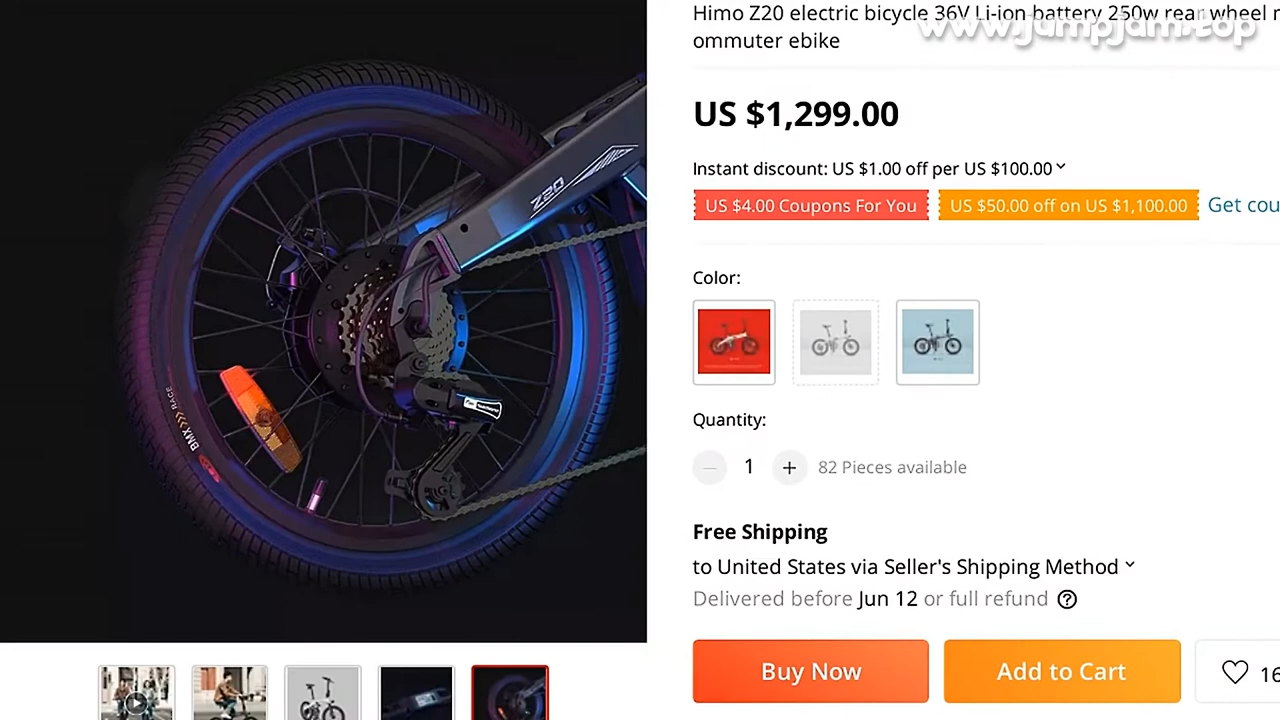 Himo Z20 electric bicycle 36V Li-ion battery 250w rear wheel
www.jumpjam.top
ommuter ebike
US $1,299.00
Instant discount: US $1.00 off per US $100.00
US $4.00 Coupons For You
US $50.00 off on US $1,100.00
Get cou
Z20
Color:
BMX RACE
Quantity:
1
82 Pieces available
Free Shipping
to United States via Seller's Shipping Method
Delivered before Jun 12 or full refund
Buy Now
Add to Cart
16